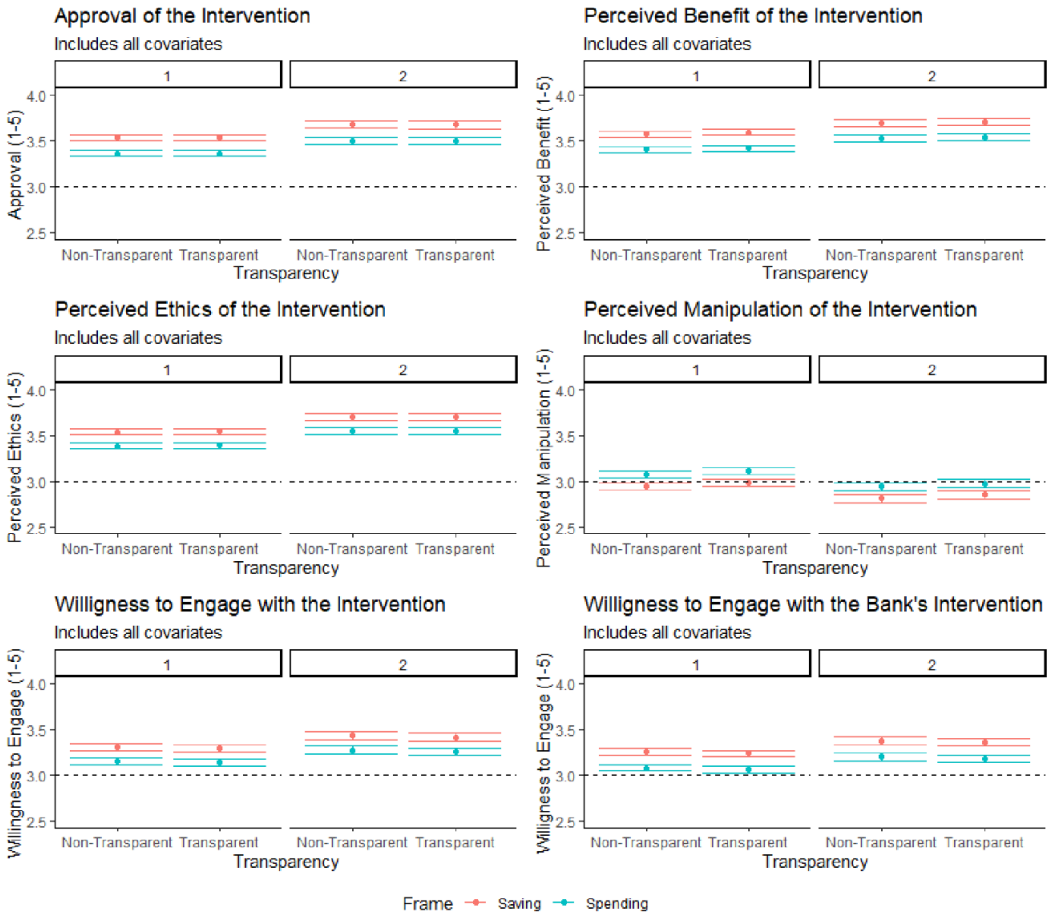 Approval of the Intervention
Includes all covariates
1 2
Approval (1-5)
4.0
3.5
3.0
2.5
Non-Transparent Transparent Non-Transparent Transparent
Transparency
Perceived Benefit of the Intervention
Includes all covariates
1 2
Perceived Benefit (1-5)
4.0
3.5
3.0
2.5
Non-Transparent Transparent Non-Transparent Transparent
Transparency
Perceived Ethics of the Intervention
Includes all covariates
1 2
Perceived Ethics (1-5)
4.0
3.5
3.0
2.5
Non-Transparent Transparent Non-Transparent Transparent
Transparency
Perceived Manipulation of the Intervention
Includes all covariates
1 2
Perceived Manipulation (1-5)
4.0
3.5
3.0
2.5
Non-Transparent Transparent Non-Transparent Transparent
Transparency
Willigness to Engage with the Intervention
Includes all covariates
1 2
Willingness to Engage (1-5)
4.0
3.5
3.0
2.5
Non-Transparent Transparent Non-Transparent Transparent
Transparency
Willigness to Engage with the Bank's Intervention
Includes all covariates
1 2
Willigness to Engage (1-5)
4.0
3.5
3.0
2.5
Non-Transparent Transparent Non-Transparent Transparent
Transparency
Frame Saving Spending